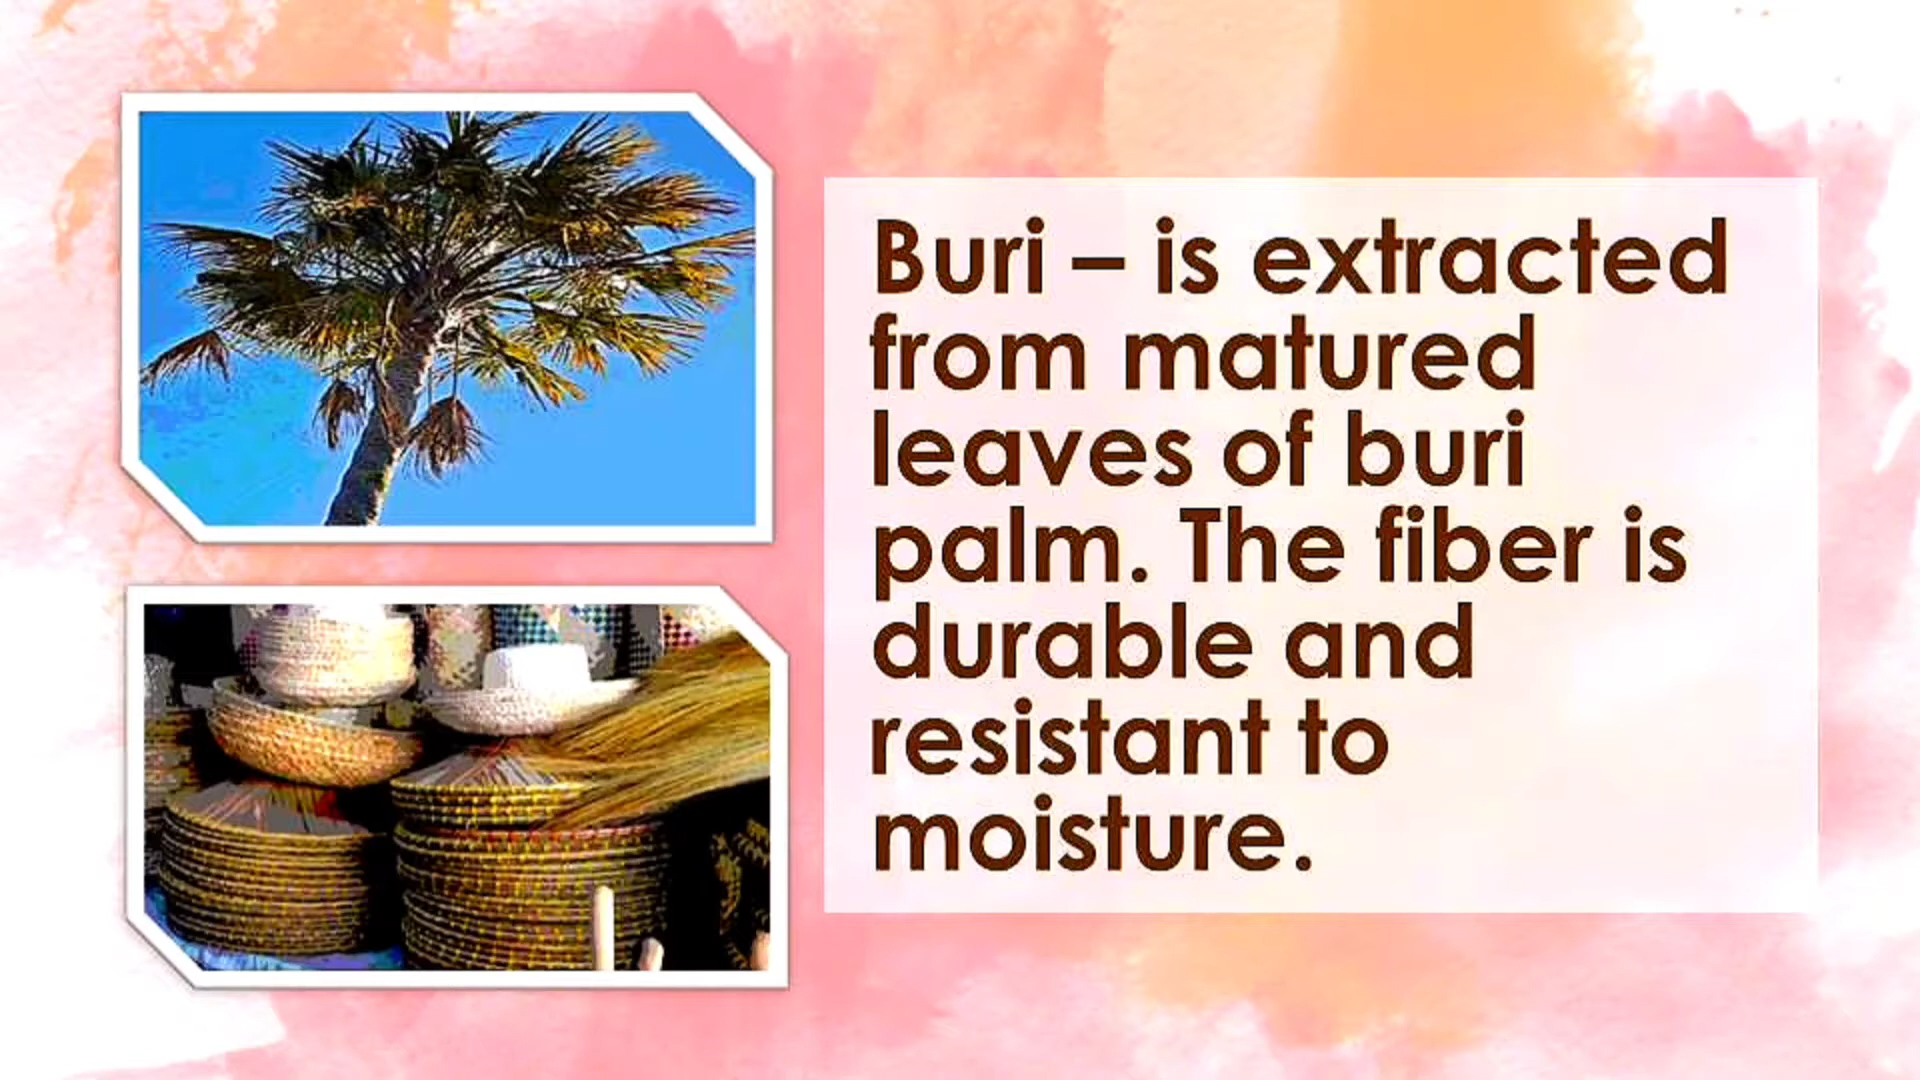 Buri – is extracted
from matured
leaves of buri
palm. The fiber is
durable and
resistant to
moisture.